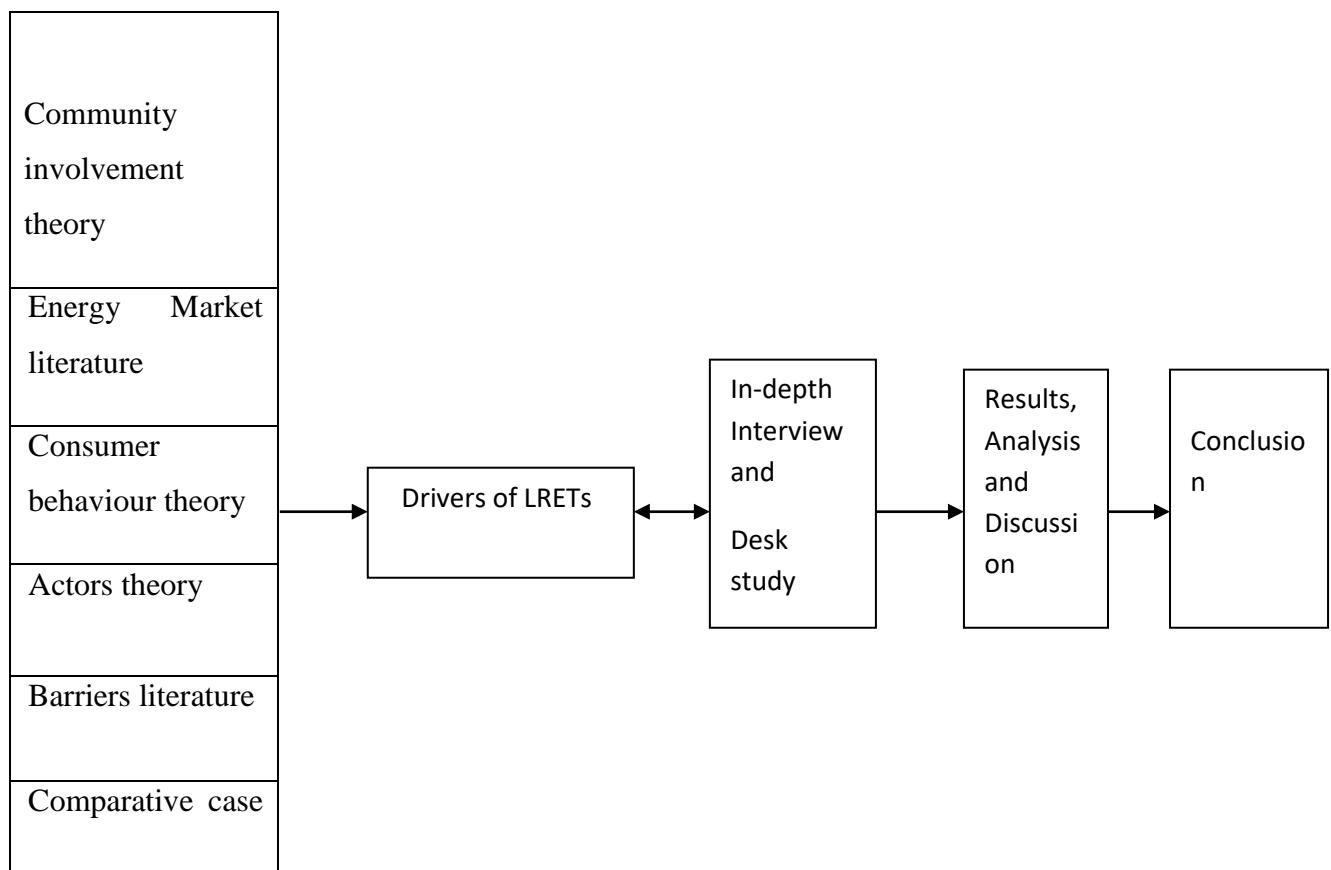 Community
involvement
theory
Energy Market
literature
Consumer
behaviour theory
Actors theory
Barriers literature
Comparative case
Drivers of LRETs
In-depth
Interview
and
Desk
study
Results,
Analysis
and
Discussi
on
Conclusio
n